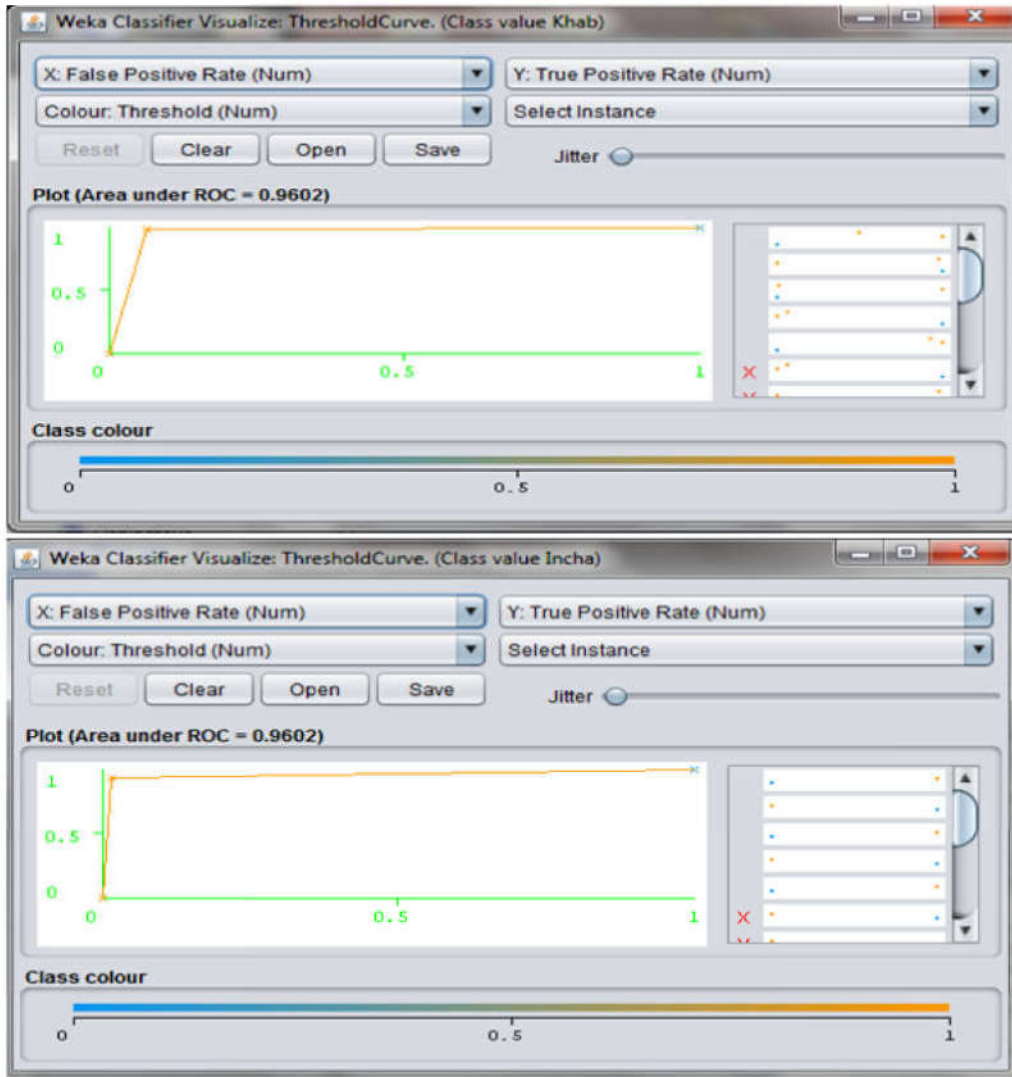 Weka Classifier Visualize: ThresholdCurve. (Class value Khab)
X: False Positive Rate (Num)
Y: True Positive Rate (Num)
Colour: Threshold (Num)
Select Instance
Reset
Clear
Open
Save
Jitter
Plot (Area under ROC = 0.9602)
1
0.5
0
0
0.5
1
X
Class colour
0
0.5
1
Weka Classifier Visualize: ThresholdCurve. (Class value Incha)
X: False Positive Rate (Num)
Y: True Positive Rate (Num)
Colour: Threshold (Num)
Select Instance
Reset
Clear
Open
Save
Jitter
Plot (Area under ROC = 0.9602)
1
0.5
0
0
0.5
1
X
Class colour
0
0.5
1